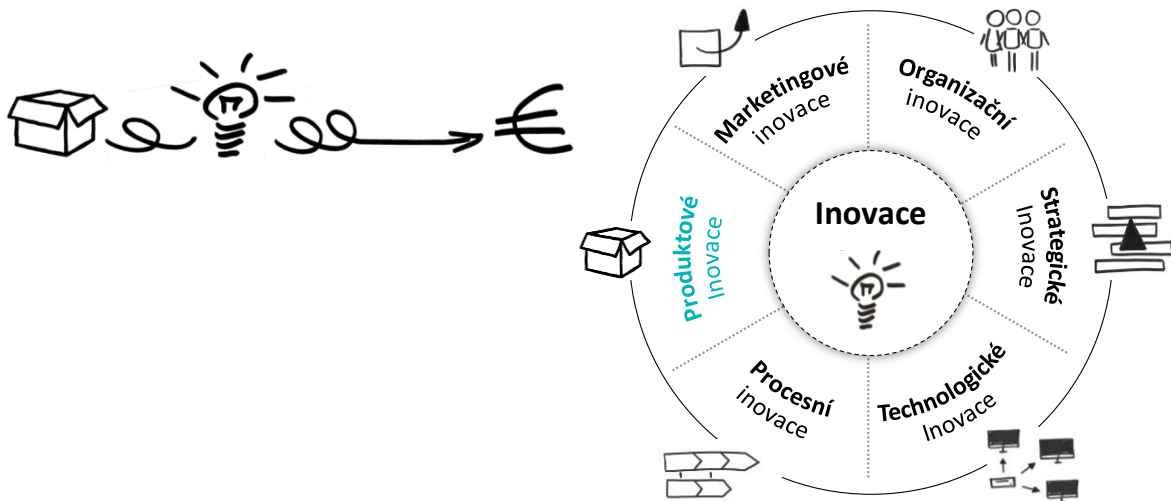 Marketingové
inovace
Organizační
inovace
Inovace
Produktové
Inovace
Strategické
Inovace
Procesní
inovace
Technologické
Inovace